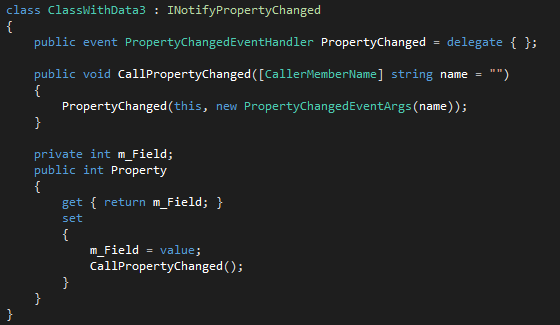 class ClassWithData3 : INotifyPropertyChanged
{
    public event PropertyChangedEventHandler PropertyChanged = delegate { };
    public void CallPropertyChanged([CallerMemberName] string name = "")
    {
        PropertyChanged(this, new PropertyChangedEventArgs(name));
    }
    private int m_Field;
    public int Property
    {
        get { return m_Field; }
        set
        {
            m_Field = value;
            CallPropertyChanged();
        }
    }
}